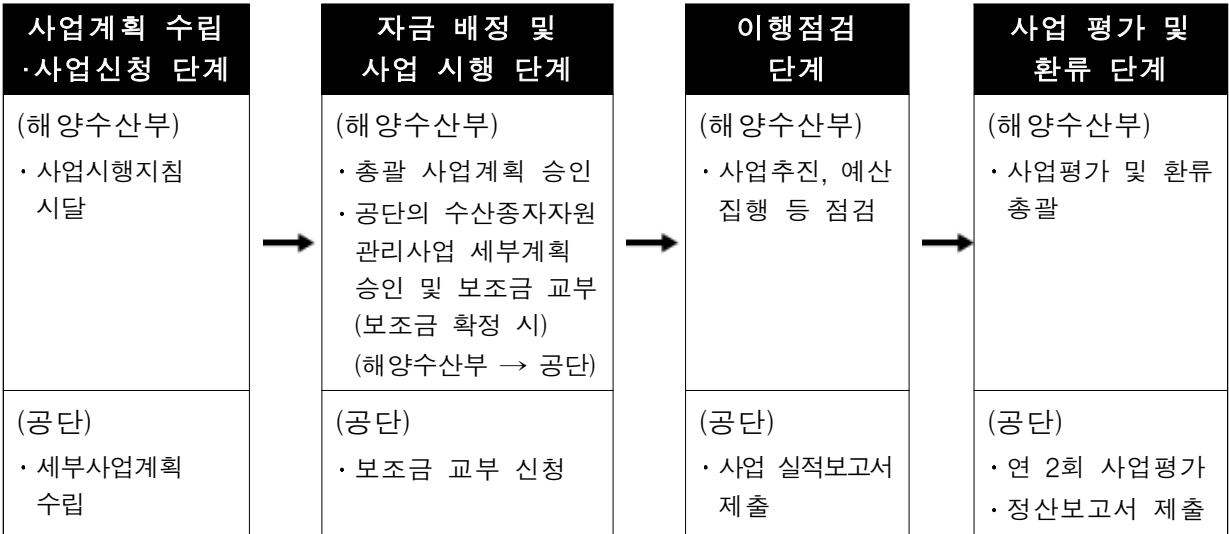 사업계획 수립
·사업신청 단계
(해양수산부)
· 사업시행지침
시달
(공단)
· 세부사업계획
수립
자금 배정 및
사업 시행 단계
(해양수산부)
· 총괄 사업계획 승인
· 공단의 수산종자자원
관리사업 세부계획
승인 및 보조금 교부
(보조금 확정 시)
(해양수산부 → 공단)
(공단)
· 보조금 교부 신청
이행점검
단계
(해양수산부)
· 사업추진, 예산
집행 등 점검
(공단)
· 사업 실적보고서
제출
사업 평가 및
환류 단계
(해양수산부)
· 사업평가 및 환류
총괄
(공단)
· 연 2회 사업평가
· 정산보고서 제출